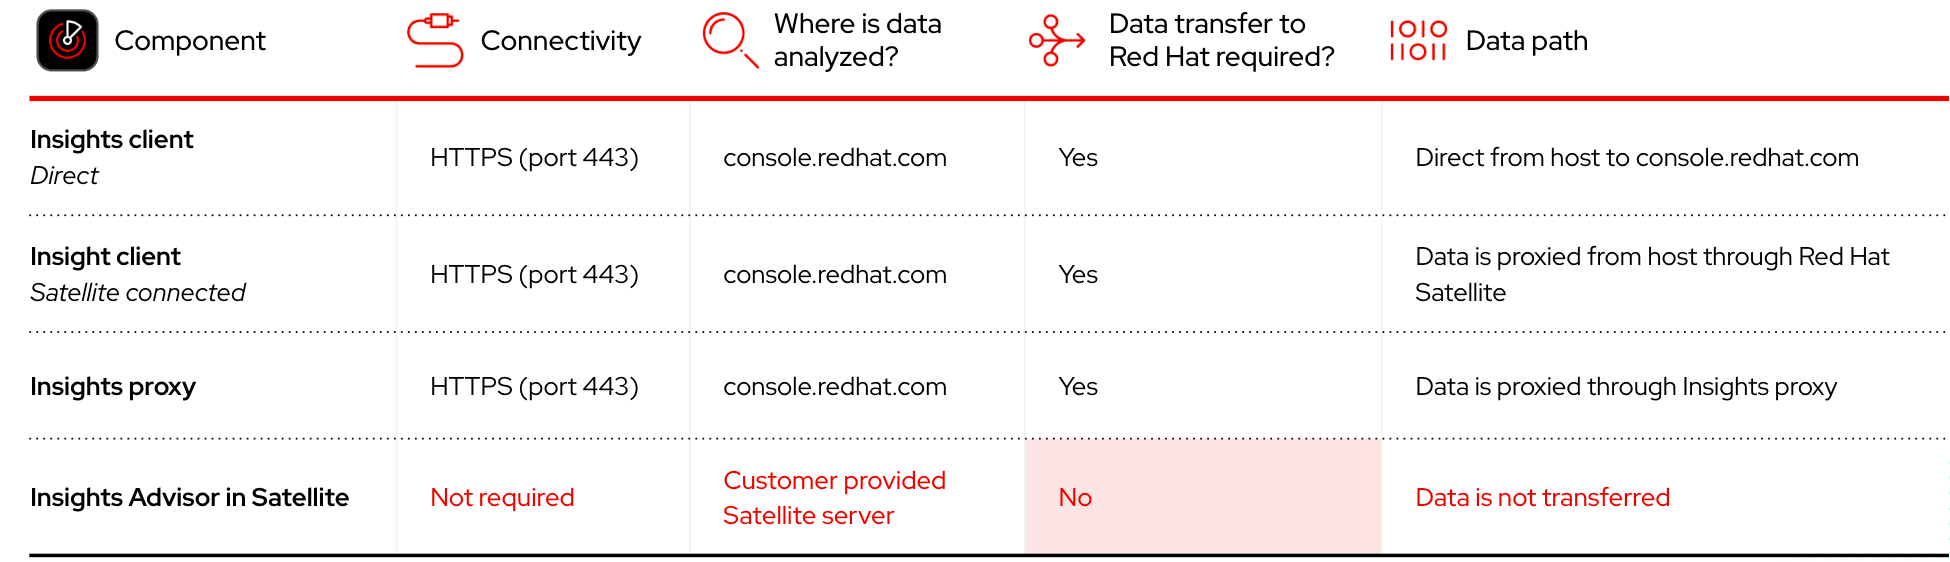 Component
Connectivity
Where is data
analyzed?
Data transfer to
Red Hat required?
1010
11011
Data path
Insights client
Direct
HTTPS (port 443)
console.redhat.com
Yes
Direct from host to console.redhat.com
Insight client
Satellite connected
HTTPS (port 443)
console.redhat.com
Yes
Data is proxied from host through Red Hat
Satellite
Insights proxy
HTTPS (port 443)
console.redhat.com
Yes
Data is proxied through Insights proxy
Insights Advisor in Satellite
Not required
Customer provided
Satellite server
No
Data is not transferred